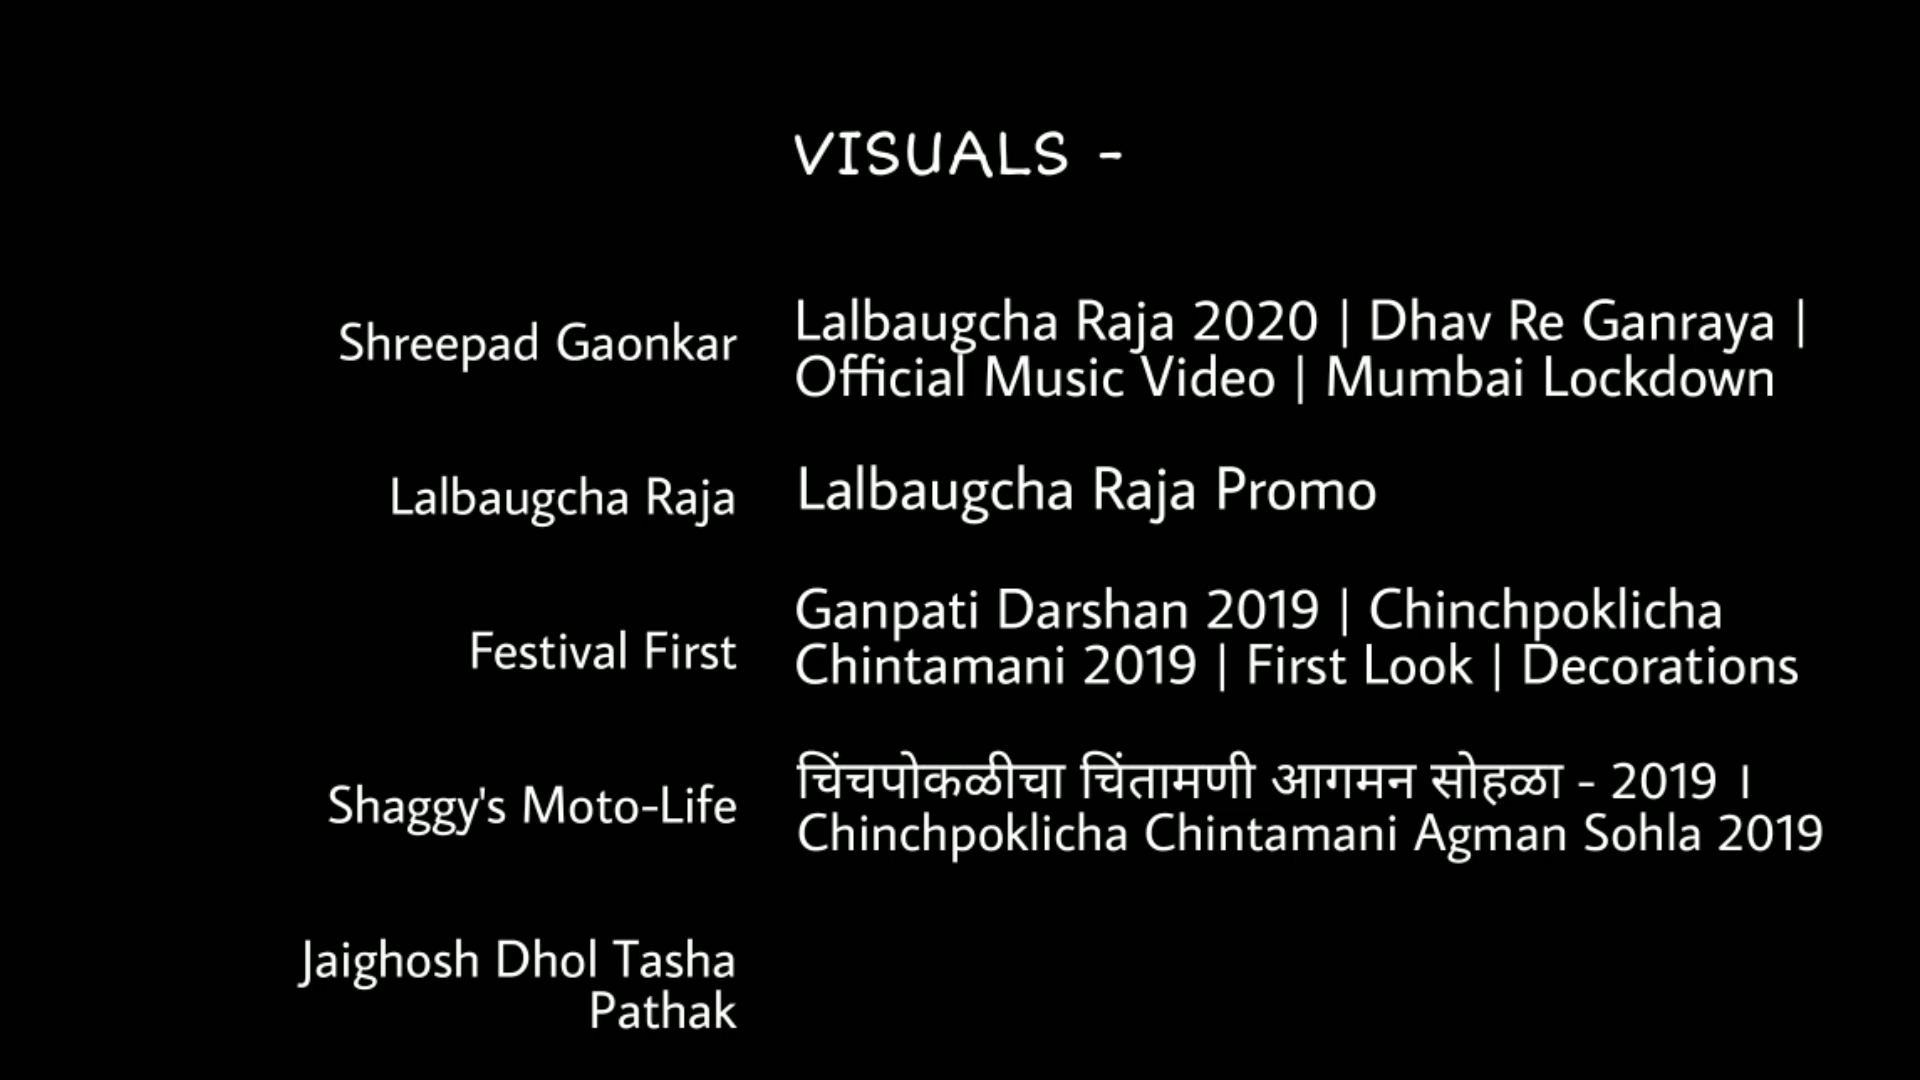 VISUALS -
Shreepad Gaonkar
Lalbaugcha Raja 2020 | Dhav Re Ganraya |
Official Music Video | Mumbai Lockdown
Lalbaugcha Raja
Lalbaugcha Raja Promo
Festival First
Ganpati Darshan 2019 | Chinchpoklicha
Chintamani 2019 | First Look | Decorations
Shaggy's Moto-Life
चिंचपोकळीचा चिंतामणी आगमन सोहळा - 2019 ।
Chinchpoklicha Chintamani Agman Sohla 2019
Jaighosh Dhol Tasha
Pathak